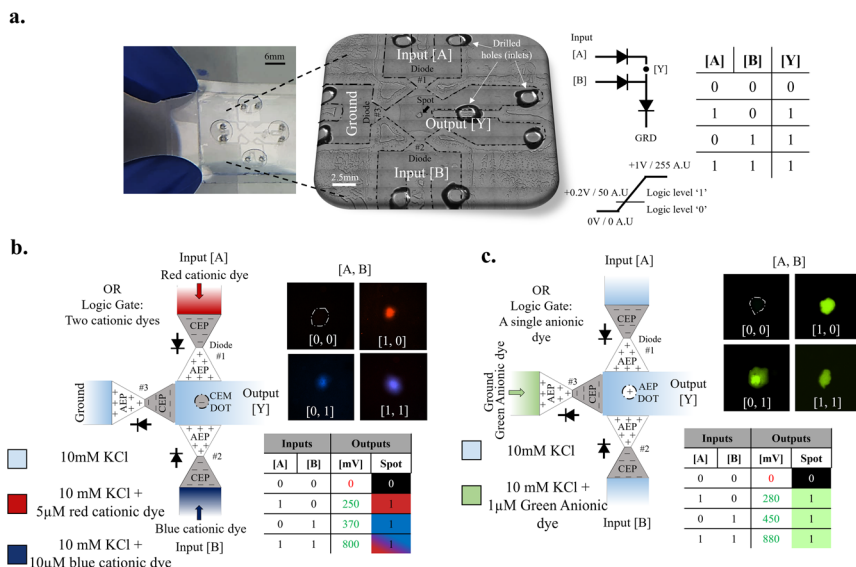 a.
6mm
Input [A]
Drilled
holes (inlets)
Diode
#1
Ground
Diode
#3
Spot
Output [Y]
#2
Diode
Input [B]
2.5mm
Input
[A]
[B]
[Y]
GRD
+1V / 255 A.U
+0.2V / 50 A.U
Logic level ‘1’
Logic level ‘0’
0V / 0 A.U
[A] [B] [Y]
0 0 0
1 0 1
0 1 1
1 1 1
b.
Input [A]
Red cationic dye
OR
Logic Gate:
Two cationic dyes
CEP
Diode
#1
AEP
Ground
AEP
#3
CEP
CEM
DOT
Output
[Y]
AEP
#2
CEP
Blue cationic dye
Input [B]
10mM KCl
10 mM KCl +
5μM red cationic dye
10 mM KCl +
10μM blue cationic dye
[A, B]
[0, 0] [1, 0]
[0, 1] [1, 1]
Inputs Outputs
[A] [B] [mV] Spot
0 0 0 0
1 0 250 1
0 1 370 1
1 1 800 1
c.
Input [A]
OR
Logic Gate:
A single anionic
dye
CEP
Diode
#1
AEP
Ground
Green Anionic dye
AEP
#3
CEP
AEP
DOT
Output
[Y]
AEP
#2
CEP
Input [B]
10mM KCl
10 mM KCl +
1μM Green Anionic
dye
[A, B]
[0, 0] [1, 0]
[0, 1] [1, 1]
Inputs Outputs
[A] [B] [mV] Spot
0 0 0 0
1 0 280 1
0 1 450 1
1 1 880 1